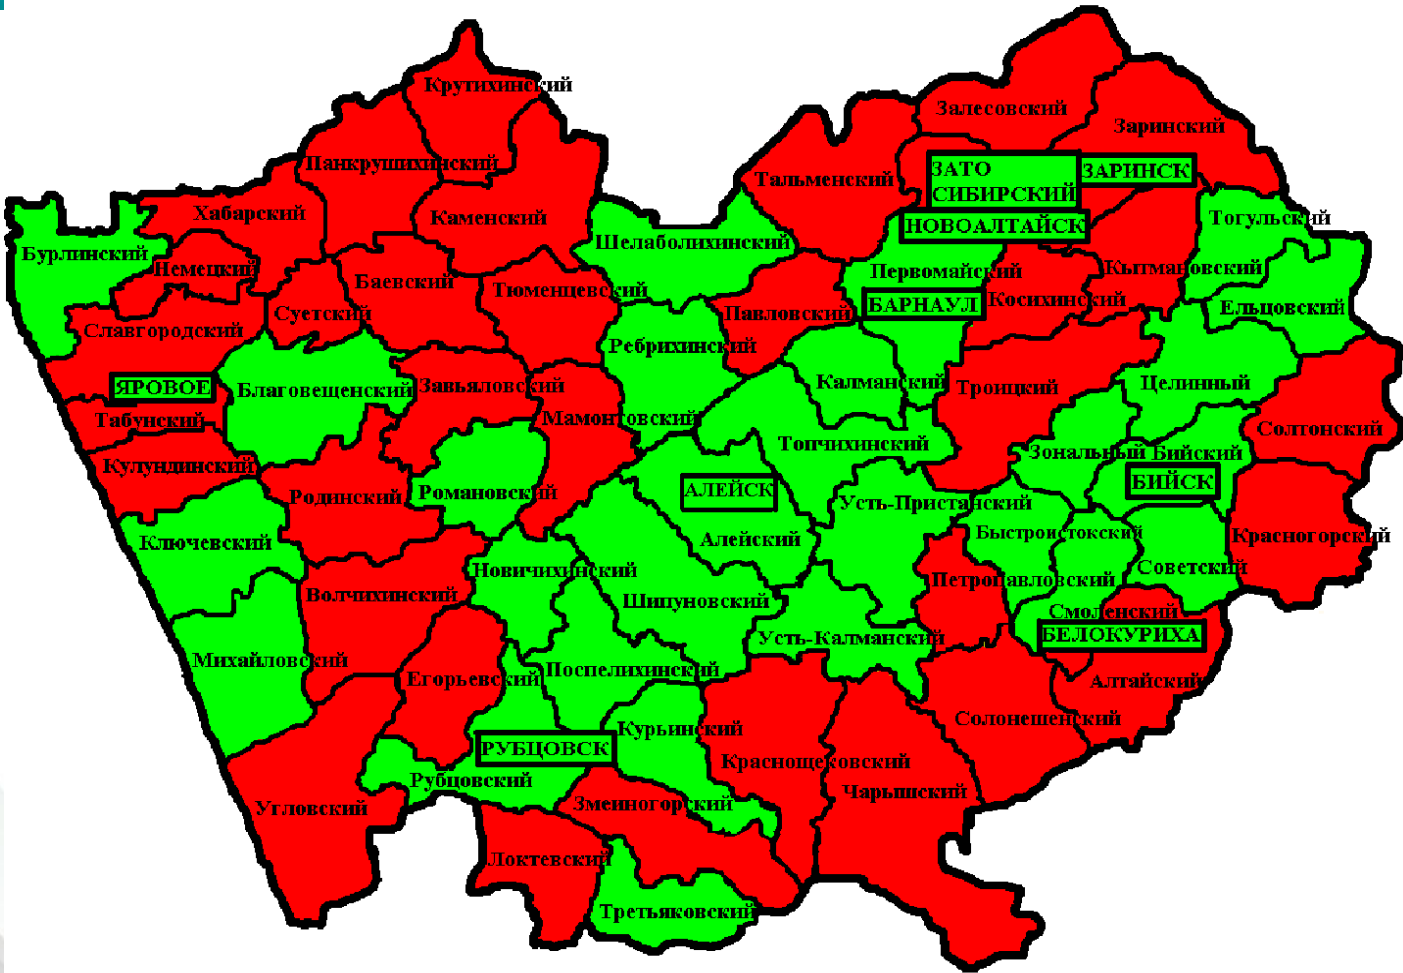 Крутихинский
Залесовский
Заринский
Панкрушихинский
ЗАТО
СИБИРСКИЙ
ЗАРИНСК
Тальменский
Хабарский
Каменский
Тогульский
НОВОАЛТАЙСК
Шелаболихинский
Бурлинский
Немецкий
Первомайский
Кытмановский
Баевский
Тюменцевский
Косихинский
БАРНАУЛ
Ельцовский
Суетский
Павловский
Славгородский
Ребрихинский
ЯРОВОЕ
Благовещенский
Завьяловский
Калманский
Троицкий
Целинный
Табунский
Мамонтовский
Топчихинский
Солтонский
Зональный
Бийский
Кулундинский
БИЙСК
Родинский
Романовский
АЛЕЙСК
Усть-Пристанский
Быстроистокский
Красногорский
Ключевский
Алейский
Новичихинский
Петропавловский
Советский
Волчихинский
Шипуновский
Смоленский
БЕЛОКУРИХА
Усть-Калманский
Михайловский
Поспелихинский
Егорьевский
Алтайский
Солонешенский
Курьинский
РУБЦОВСК
Краснощековский
Рубцовский
Чарышский
Угловский
Змеиногорский
Локтевский
Третьяковский